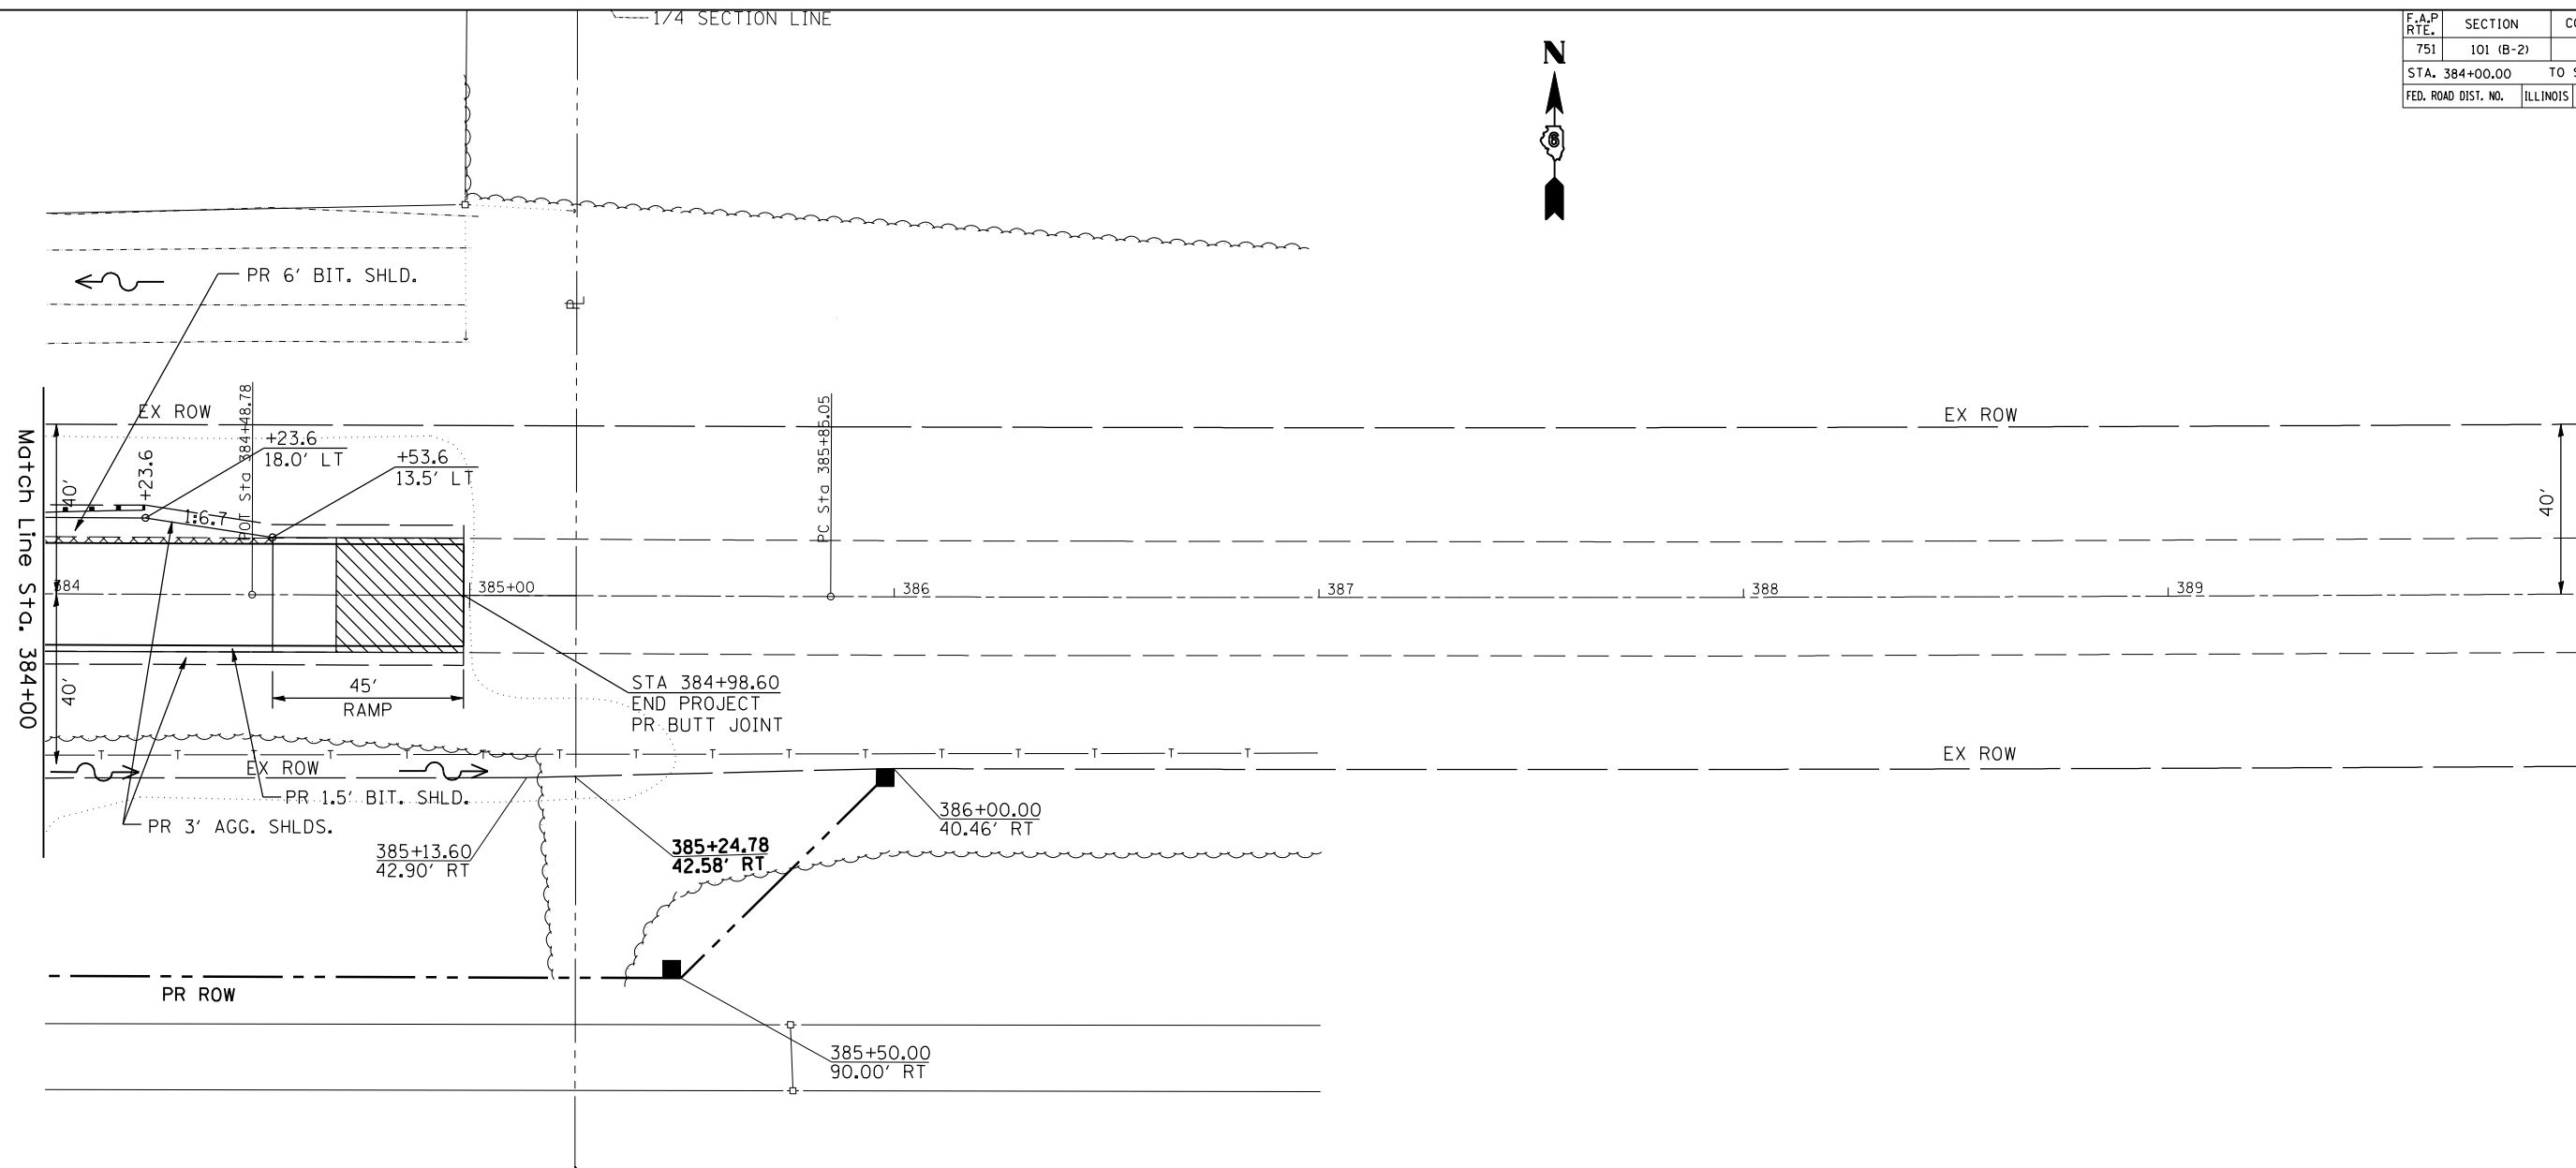 1/4 SECTION LINE
F.A.P RTE.
SECTION
751
101 (B-2)
STA. 384+00.00
TO
FED. ROAD DIST. NO.
ILLINOIS
N
6
PR 6' BIT. SHLD.
PL
EX ROW
EX ROW
POT Sta 384+48.78
PC Sta 385+85.05
+23.6
18.0' LT
+23.6
+53.6
13.5' LT
1:6.7
40'
40'
40'
Match Line Sta. 384+00
384
385+00
386
387
388
389
45'
RAMP
STA 384+98.60
END PROJECT
PR BUTT JOINT
T T T T T T T T T T T T T T T T
EX ROW
EX ROW
PR 1.5' BIT. SHLD.
PR 3' AGG. SHLDS.
385+13.60
42.90' RT
385+24.78
42.58' RT
386+00.00
40.46' RT
PR ROW
385+50.00
90.00' RT